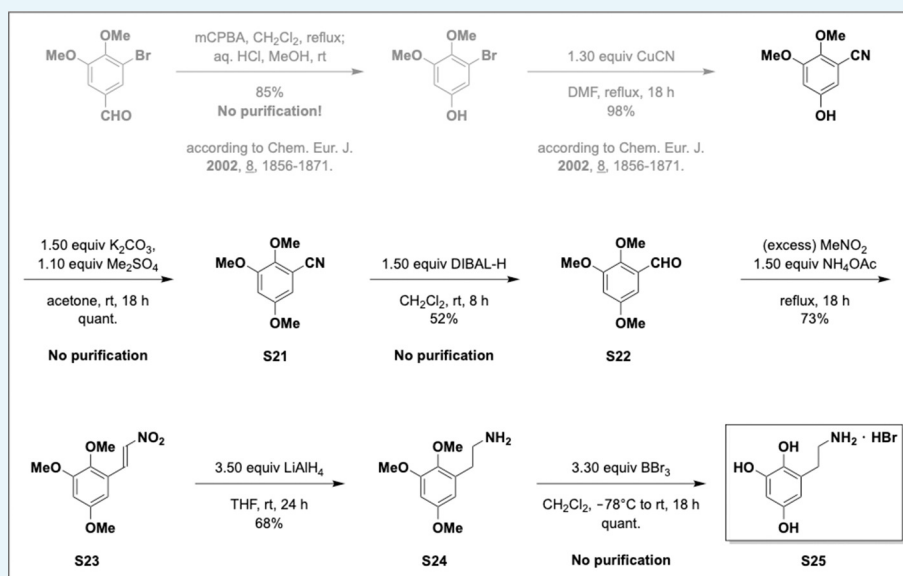 OMe
MeO
Br
CHO
mCPBA, CH₂Cl₂, reflux;
aq. HCl, MeOH, rt
85%
No purification!
according to Chem. Eur. J.
2002, 8, 1856-1871.
OMe
MeO
Br
OH
1.30 equiv CuCN
DMF, reflux, 18 h
98%
according to Chem. Eur. J.
2002, 8, 1856-1871.
OMe
MeO
CN
OH
1.50 equiv K₂CO₃,
1.10 equiv Me₂SO₄
acetone, rt, 18 h
quant.
No purification
OMe
MeO
CN
OMe
S21
1.50 equiv DIBAL-H
CH₂Cl₂, rt, 8 h
52%
No purification
OMe
MeO
CHO
OMe
S22
(excess) MeNO₂
1.50 equiv NH₄OAc
reflux, 18 h
73%
NO₂
OMe
MeO
OMe
S23
3.50 equiv LiAlH₄
THF, rt, 24 h
68%
NH₂
OMe
MeO
OMe
S24
3.30 equiv BBr₃
CH₂Cl₂, −78°C to rt, 18 h
quant.
No purification
NH₂ · HBr
OH
HO
OH
S25